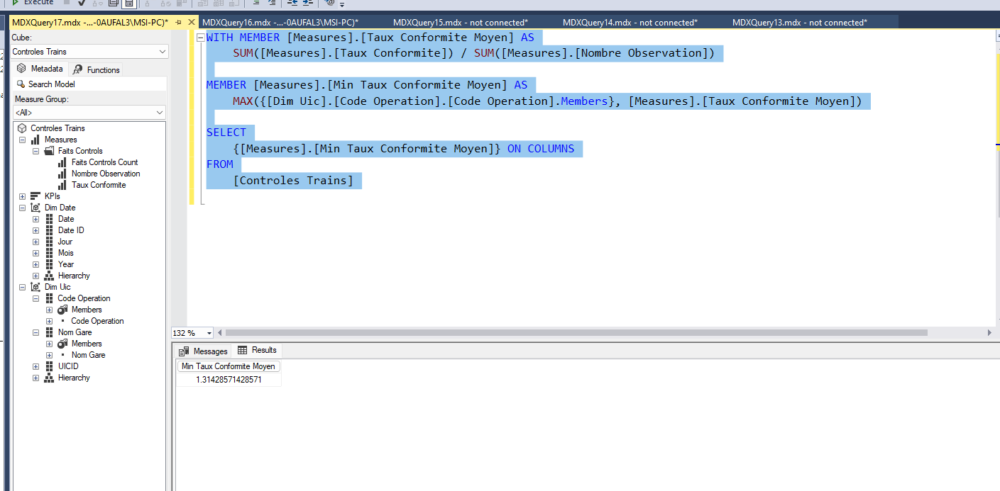 Execute
MDXQuery17.mdx -...-0AUFAL3\MSI-PC)*
MDXQuery16.mdx -...-0AUFAL3\MSI-PC)*
MDXQuery15.mdx - not connected*
MDXQuery14.mdx - not connected*
MDXQuery13.mdx - not connected*
Cube:
Controles Trains
Metadata
Functions
Search Model
Measure Group:
<All>
Controles Trains
Measures
Faits Controls
Faits Controls Count
Nombre Observation
Taux Conformite
KPIs
Dim Date
Date
Date ID
Jour
Mois
Year
Hierarchy
Dim Uic
Code Operation
Members
Code Operation
Nom Gare
Members
Nom Gare
UICID
Hierarchy
WITH MEMBER [Measures].[Taux Conformite Moyen] AS
SUM([Measures].[Taux Conformite]) / SUM([Measures].[Nombre Observation])
MEMBER [Measures].[Min Taux Conformite Moyen] AS
MAX({[Dim Uic].[Code Operation].[Code Operation].Members}, [Measures].[Taux Conformite Moyen])
SELECT
{[Measures].[Min Taux Conformite Moyen]} ON COLUMNS
FROM
[Controles Trains]
132 %
Messages
Results
Min Taux Conformite Moyen
1.31428571428571